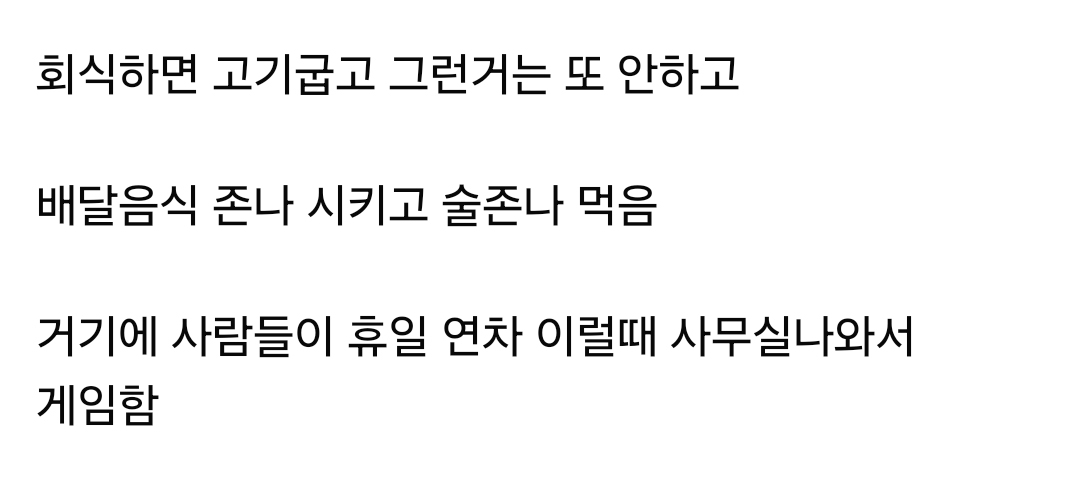 회식하면 고기굽고 그런거는 또 안하고
배달음식 존나 시키고 술존나 먹음
거기에 사람들이 휴일 연차 이럴때 사무실나와서
게임함